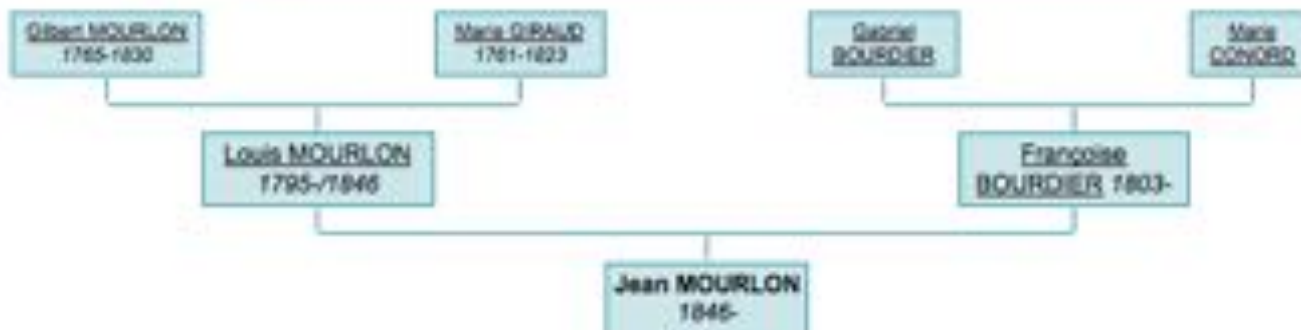 Gilbert MOURLON
1765-1830
Marie GIRAUD
1761-1823
Gabriel
BOURDIER
Marie
CONORD
Louis MOURLON
1795-/1846
Françoise
BOURDIER 1803-
Jean MOURLON
1846-